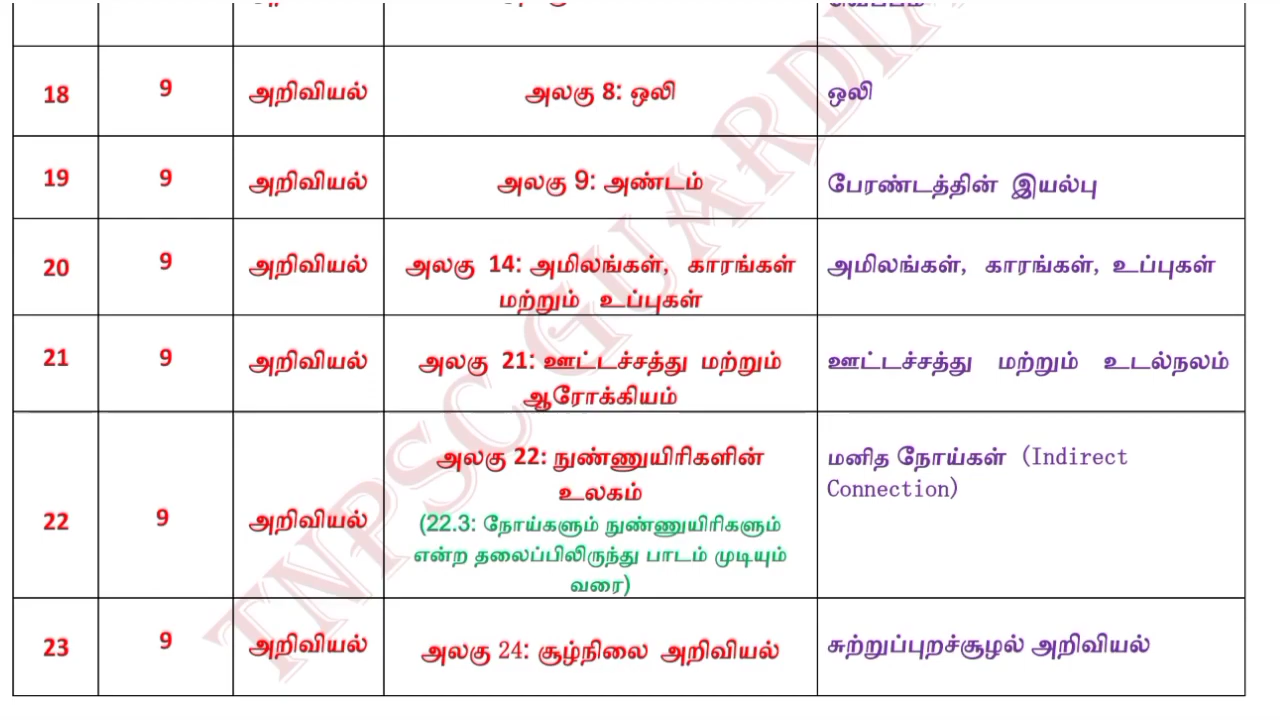 18 9 அறிவியல் அலகு 8: ஒலி ஒலி
19 9 அறிவியல் அலகு 9: அண்டம் பேரண்டத்தின் இயல்பு
20 9 அறிவியல் அலகு 14: அமிலங்கள், காரங்கள் அமிலங்கள், காரங்கள், உப்புகள்
மற்றும் உப்புகள்
21 9 அறிவியல் அலகு 21: ஊட்டச்சத்து மற்றும் ஊட்டச்சத்து மற்றும் உடல்நலம்
ஆரோக்கியம்
அலகு 22: நுண்ணுயிரிகளின் மனித நோய்கள் (Indirect
உலகம் Connection)
22 9 அறிவியல் (22.3: நோய்களும் நுண்ணுயிரிகளும்
என்ற தலைப்பிலிருந்து பாடம் முடியும்
வரை)
23 9 அறிவியல் அலகு 24: சூழ்நிலை அறிவியல் சுற்றுப்புறச்சூழல் அறிவியல்
TNPSC